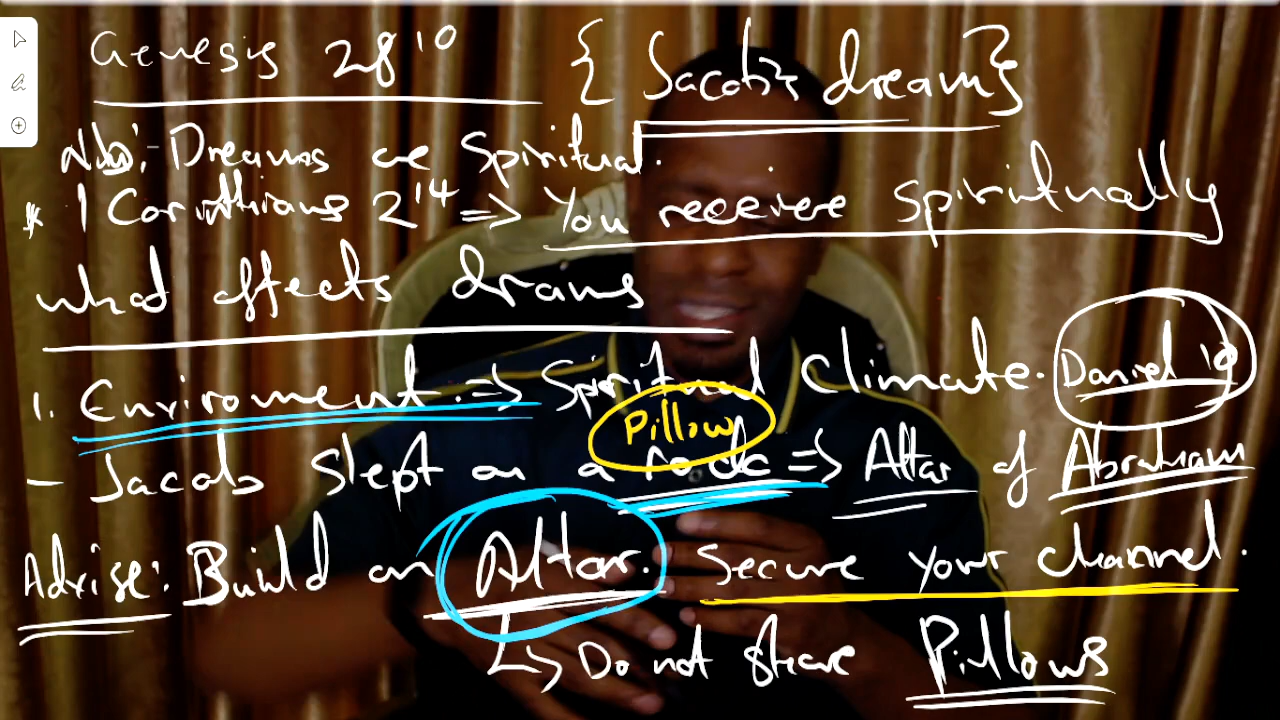 Genesis 28¹⁰ { Jacob's dream }
Nb:- Dreams are Spiritual.
* 1 Corinthians 2¹⁴ => You receieve spiritually
what affects drams
1. Enviroment. => Spiritual Climate. Daniel 10
Pillow
- Jacob slept on a rock => Altar of Abraham
Advise: Build an Altar. Secure your channel.
↳ Do not share Pillows